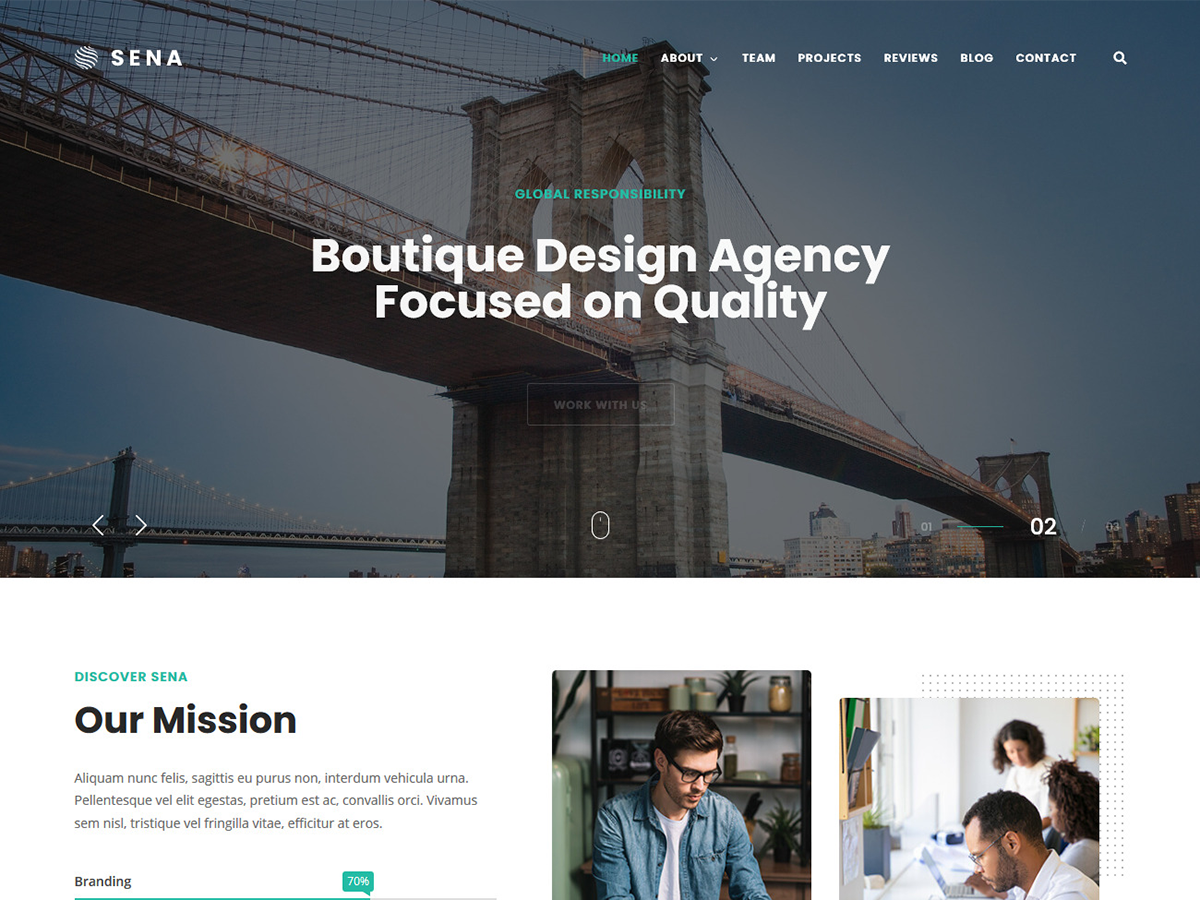 SENA
HOME ABOUT TEAM PROJECTS REVIEWS BLOG CONTACT
GLOBAL RESPONSIBILITY
Boutique Design Agency
Focused on Quality
WORK WITH US
01 02 / 03
DISCOVER SENA
Our Mission
Aliquam nunc felis, sagittis eu purus non, interdum vehicula urna.
Pellentesque vel elit egestas, pretium est ac, convallis orci. Vivamus
sem nisl, tristique vel fringilla vitae, efficitur at eros.
Branding 70%